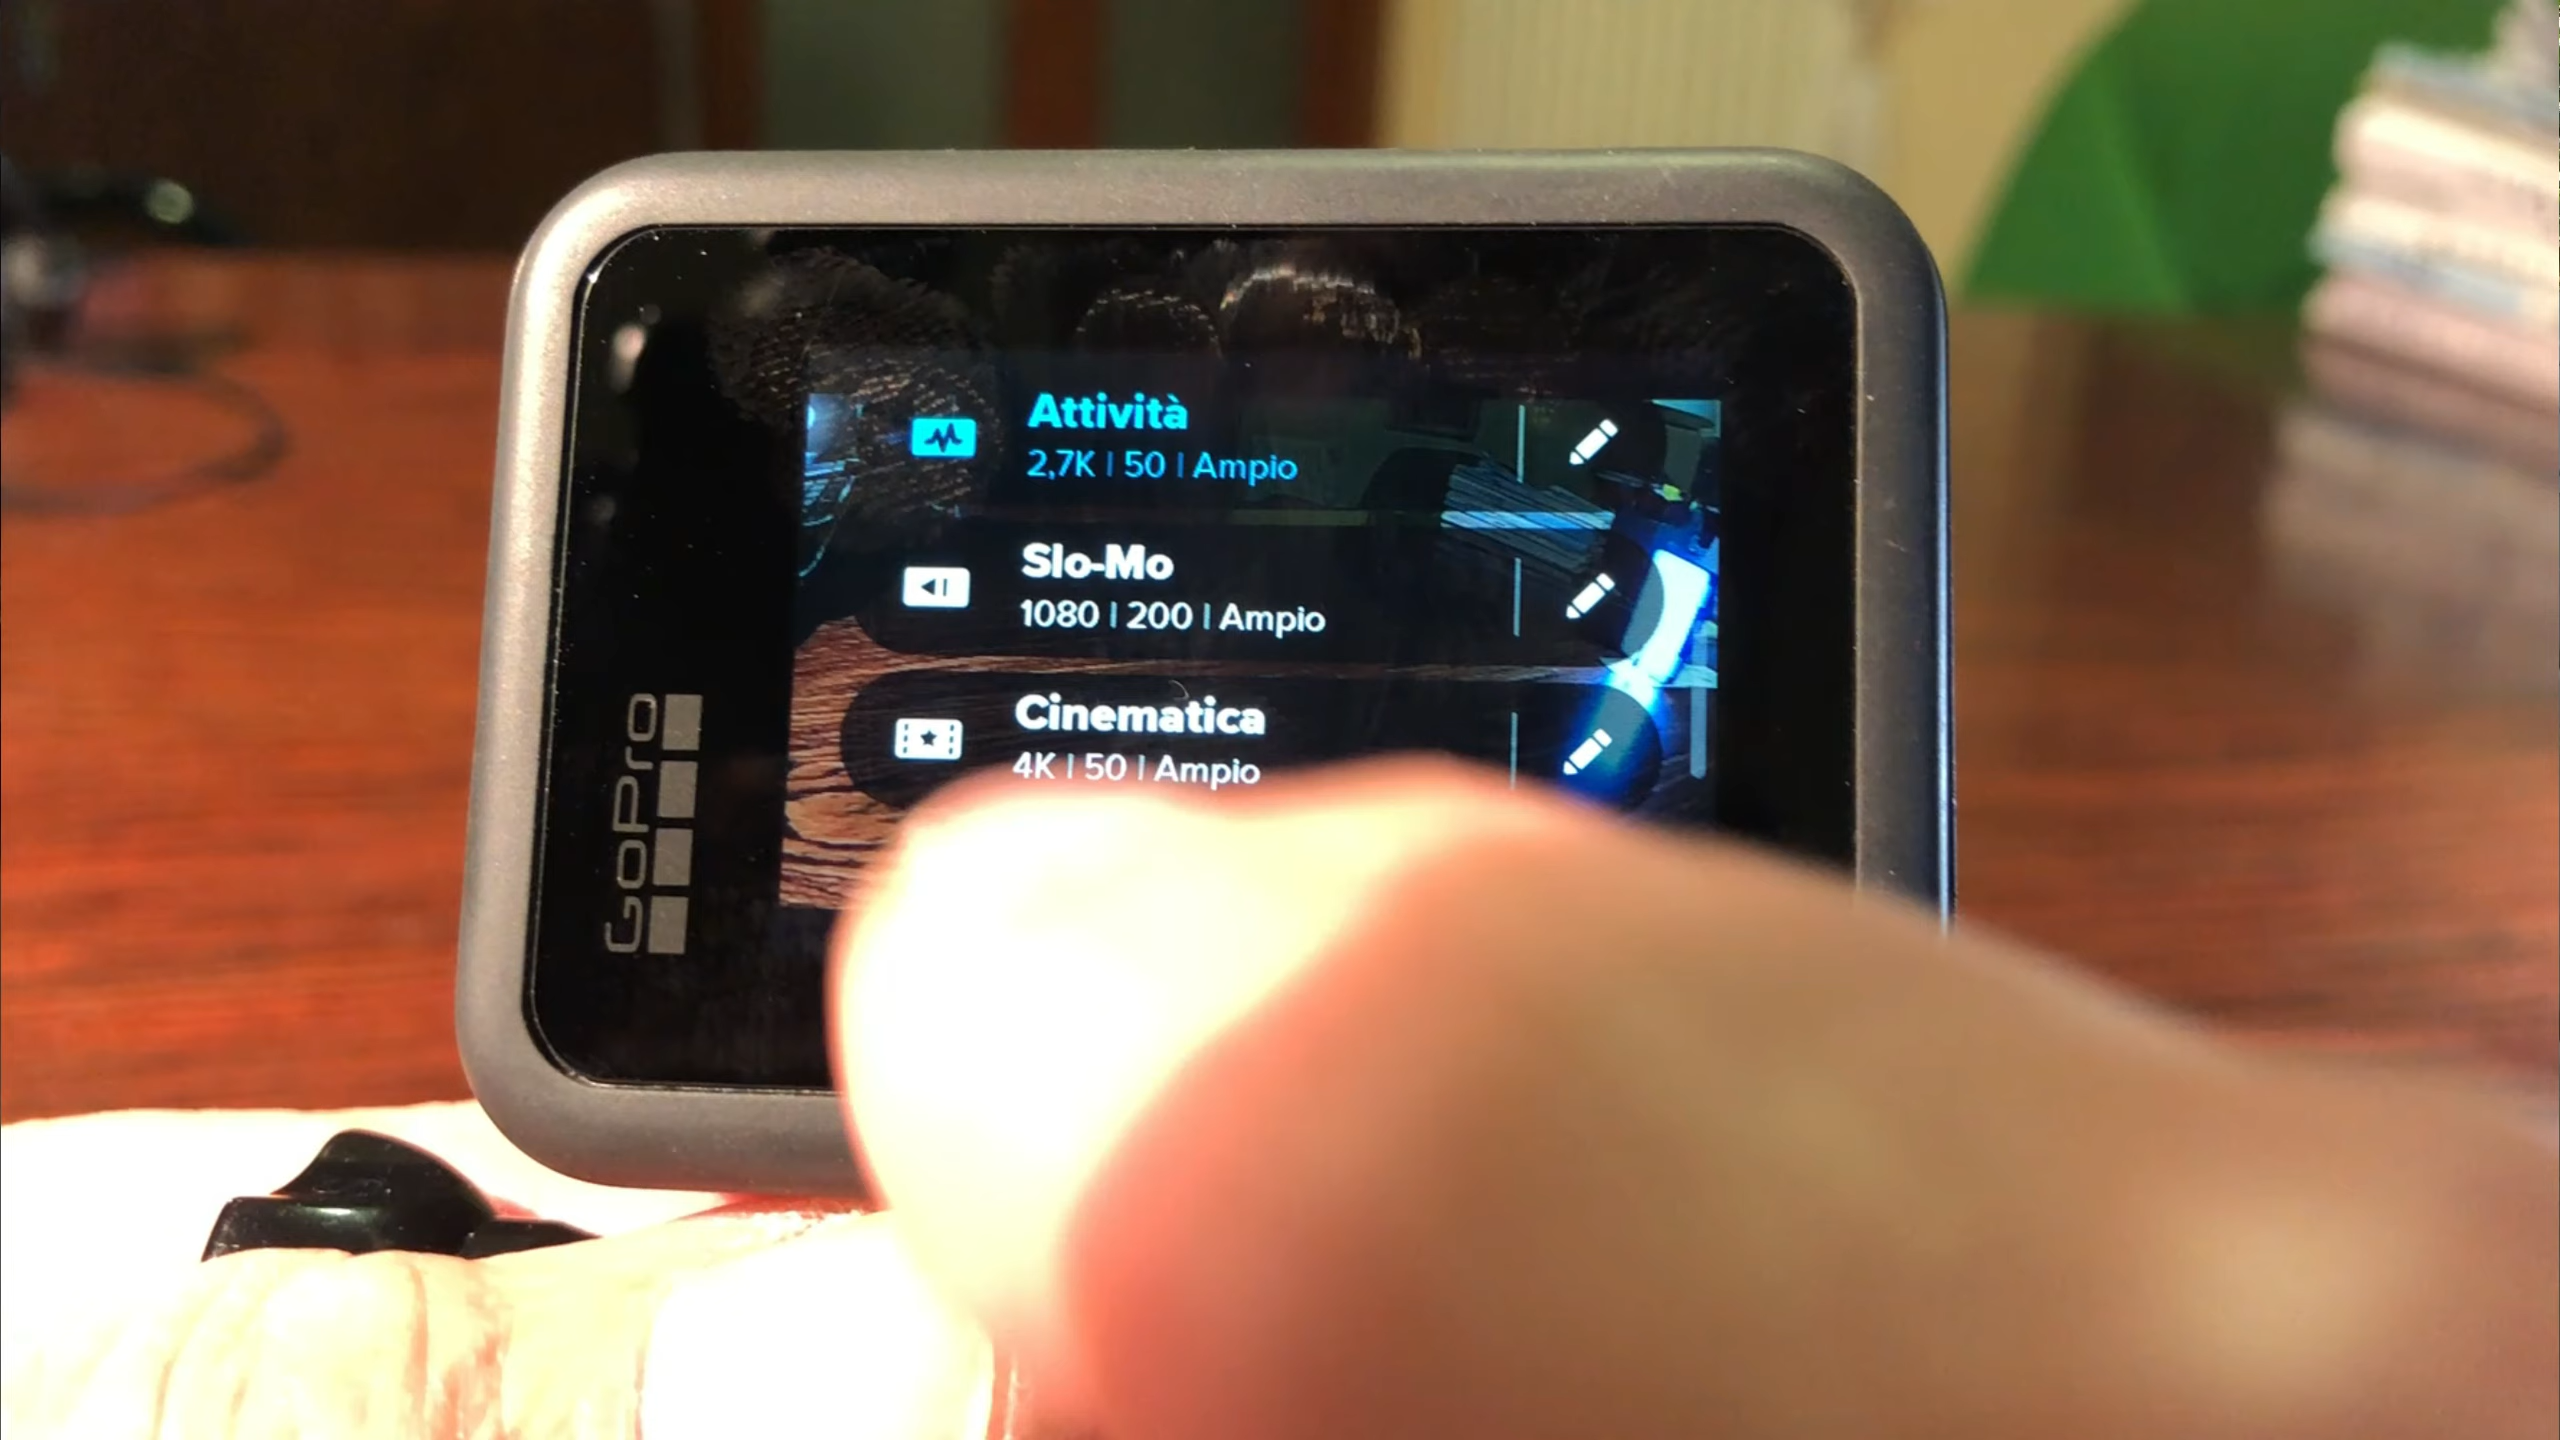 Attività
2,7K | 50 | Ampio
Slo-Mo
1080 | 200 | Ampio
Cinematica
4K | 50 | Ampio
GoPro